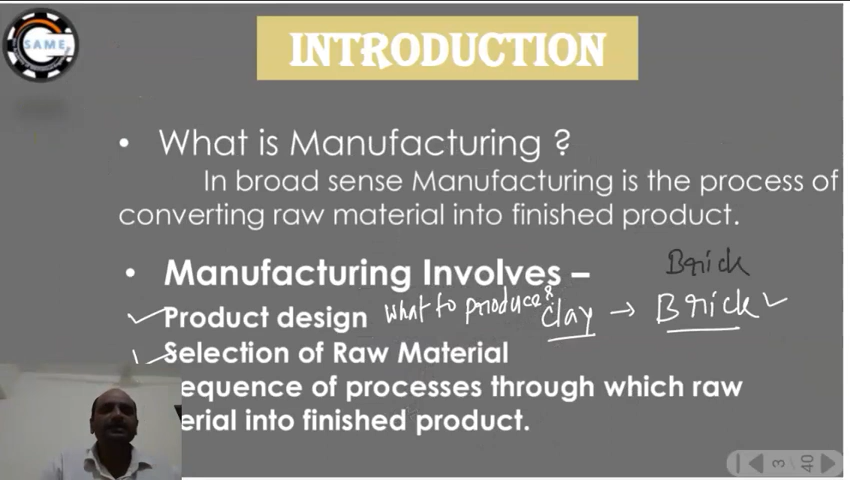 SAME
INTRODUCTION
• What is Manufacturing ?
In broad sense Manufacturing is the process of
converting raw material into finished product.
Brick
• Manufacturing Involves –
Product design what to produce? clay → Brick
Selection of Raw Material
equence of processes through which raw
erial into finished product.
3 \ 40